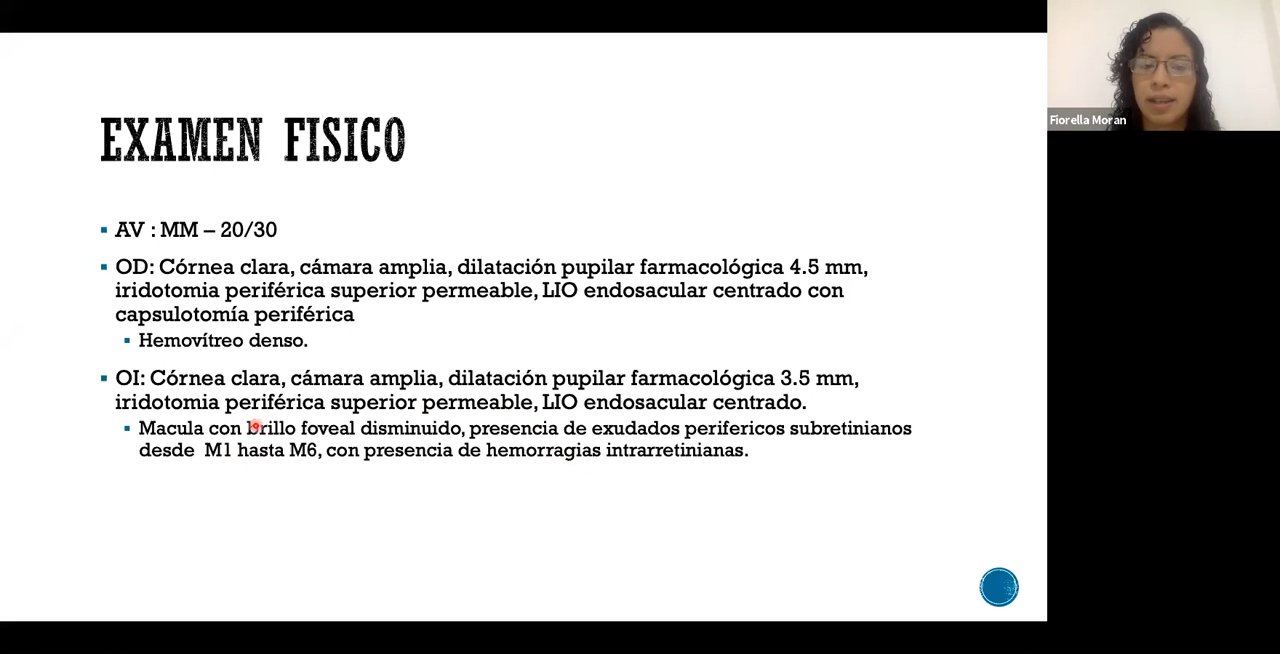 EXAMEN FISICO
AV : MM – 20/30
OD: Córnea clara, cámara amplia, dilatación pupilar farmacológica 4.5 mm,
iridotomia periférica superior permeable, LIO endosacular centrado con
capsulotomía periférica
Hemovítreo denso.
OI: Córnea clara, cámara amplia, dilatación pupilar farmacológica 3.5 mm,
iridotomia periférica superior permeable, LIO endosacular centrado.
Macula con brillo foveal disminuido, presencia de exudados perifericos subretinianos
desde M1 hasta M6, con presencia de hemorragias intrarretinianas.
Fiorella Moran